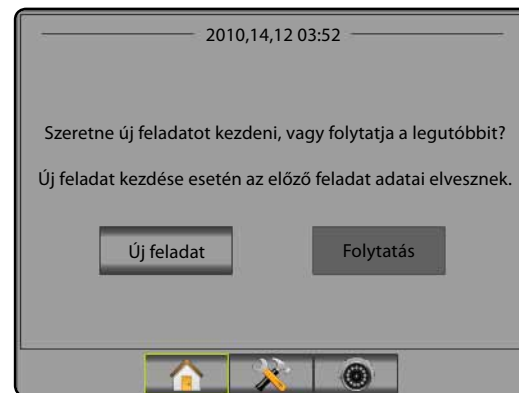 2010,14,12 03:52
Szeretne új feladatot kezdeni, vagy folytatja a legutóbbit?
Új feladat kezdése esetén az előző feladat adatai elvesznek.
Új feladat
Folytatás